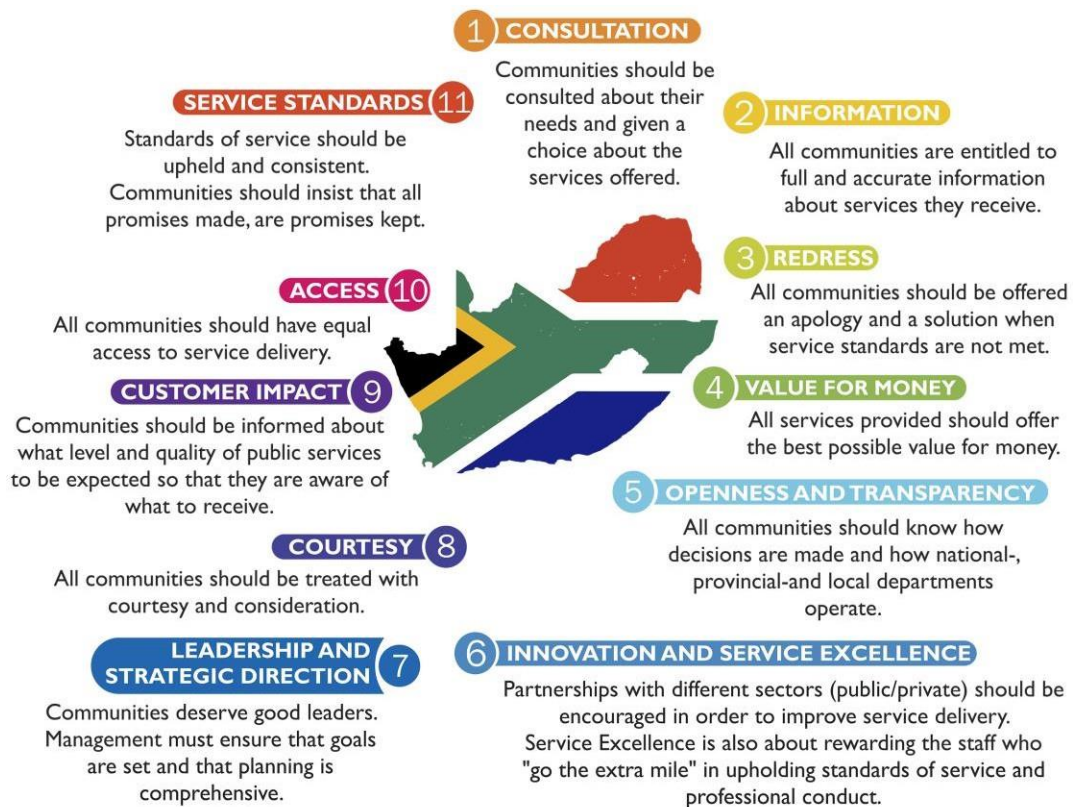 1 CONSULTATION
Communities should be
consulted about their
needs and given a
choice about the
services offered.
2 INFORMATION
All communities are entitled to
full and accurate information
about services they receive.
3 REDRESS
All communities should be offered
an apology and a solution when
service standards are not met.
4 VALUE FOR MONEY
All services provided should offer
the best possible value for money.
5 OPENNESS AND TRANSPARENCY
All communities should know how
decisions are made and how national-,
provincial-and local departments
operate.
6 INNOVATION AND SERVICE EXCELLENCE
Partnerships with different sectors (public/private) should be
encouraged in order to improve service delivery.
Service Excellence is also about rewarding the staff who
"go the extra mile" in upholding standards of service and
professional conduct.
LEADERSHIP AND
STRATEGIC DIRECTION 7
Communities deserve good leaders.
Management must ensure that goals
are set and that planning is
comprehensive.
COURTESY 8
All communities should be treated with
courtesy and consideration.
CUSTOMER IMPACT 9
Communities should be informed about
what level and quality of public services
to be expected so that they are aware of
what to receive.
ACCESS 10
All communities should have equal
access to service delivery.
SERVICE STANDARDS 11
Standards of service should be
upheld and consistent.
Communities should insist that all
promises made, are promises kept.